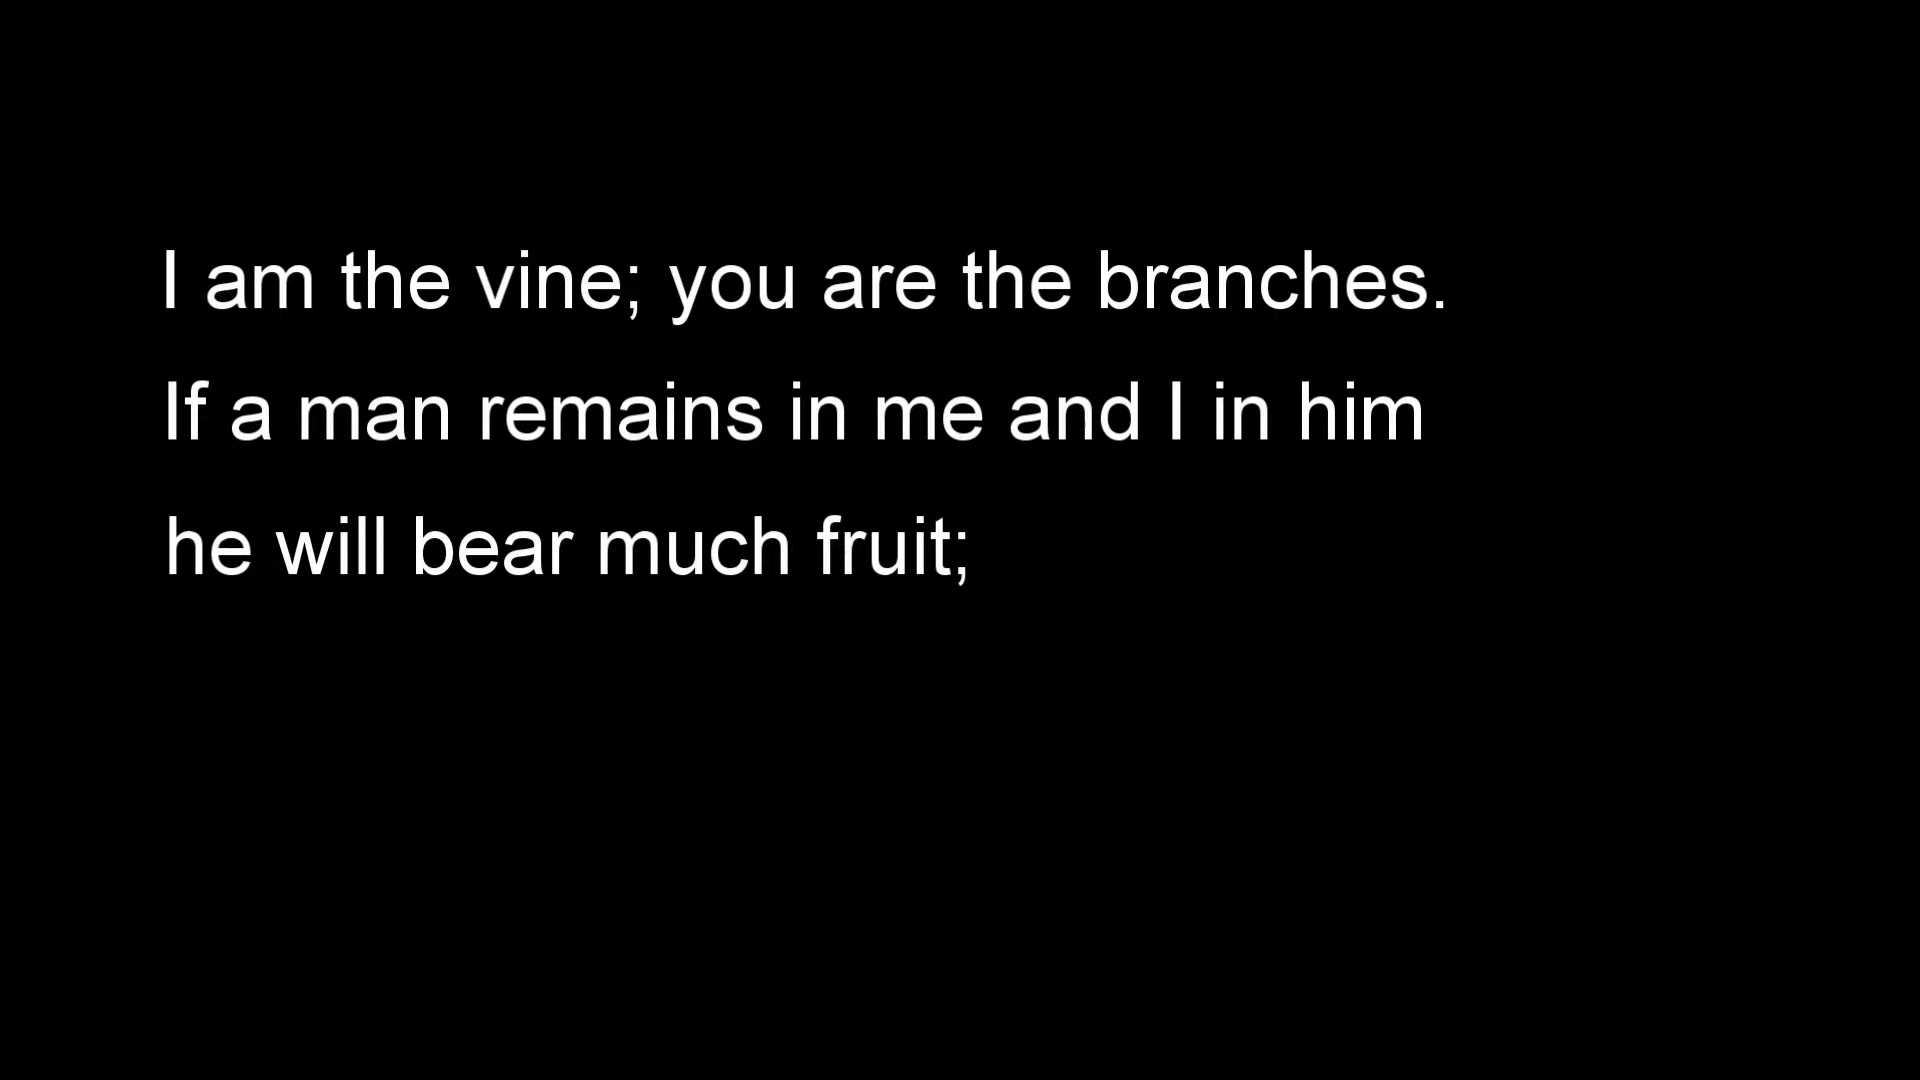 I am the vine; you are the branches.
If a man remains in me and I in him
he will bear much fruit;